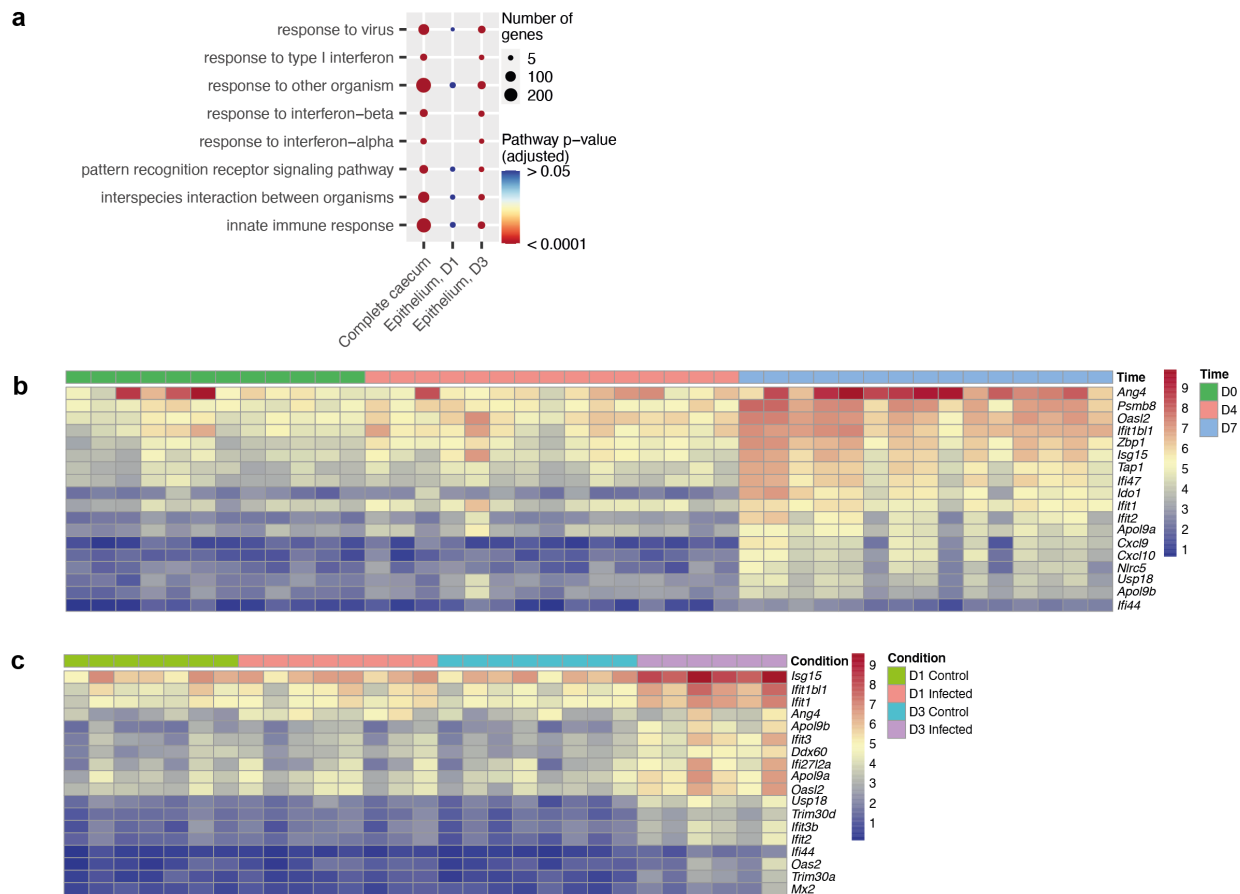 a
response to virus
response to type I interferon
response to other organism
response to interferon−beta
response to interferon−alpha
pattern recognition receptor signaling pathway
interspecies interaction between organisms
innate immune response
Complete caecum
Epithelium, D1
Epithelium, D3
Number of
genes
5
100
200
Pathway p−value
(adjusted)
> 0.05
< 0.0001
b
Time
Ang4
Psmb8
Oasl2
Ifit1bl1
Zbp1
Isg15
Tap1
Ifi47
Ido1
Ifit1
Ifit2
Apol9a
Cxcl9
Cxcl10
Nlrc5
Usp18
Apol9b
Ifi44
9
8
7
6
5
4
3
2
1
Time
D0
D4
D7
c
Condition
Isg15
Ifit1bl1
Ifit1
Ang4
Apol9b
Ifit3
Ddx60
Ifi27l2a
Apol9a
Oasl2
Usp18
Trim30d
Ifit3b
Ifit2
Ifi44
Oas2
Trim30a
Mx2
9
8
7
6
5
4
3
2
1
Condition
D1 Control
D1 Infected
D3 Control
D3 Infected